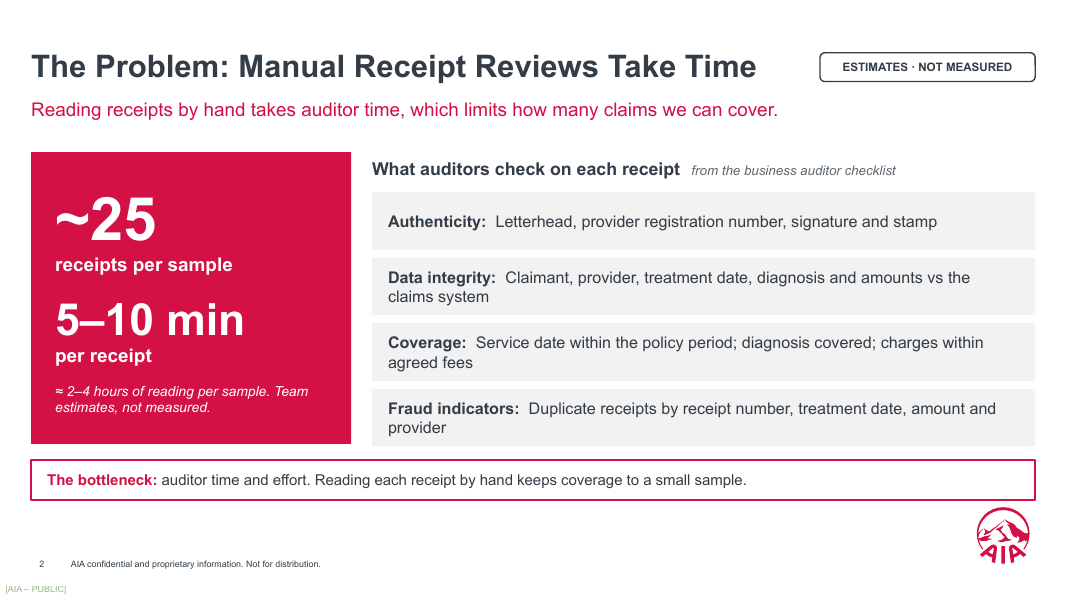 The Problem: Manual Receipt Reviews Take Time
ESTIMATES · NOT MEASURED
Reading receipts by hand takes auditor time, which limits how many claims we can cover.
~25
receipts per sample
5–10 min
per receipt
≈ 2–4 hours of reading per sample. Team
estimates, not measured.
What auditors check on each receipt from the business auditor checklist
Authenticity: Letterhead, provider registration number, signature and stamp
Data integrity: Claimant, provider, treatment date, diagnosis and amounts vs the
claims system
Coverage: Service date within the policy period; diagnosis covered; charges within
agreed fees
Fraud indicators: Duplicate receipts by receipt number, treatment date, amount and
provider
The bottleneck: auditor time and effort. Reading each receipt by hand keeps coverage to a small sample.
AIA
2 AIA confidential and proprietary information. Not for distribution.
[AIA – PUBLIC]